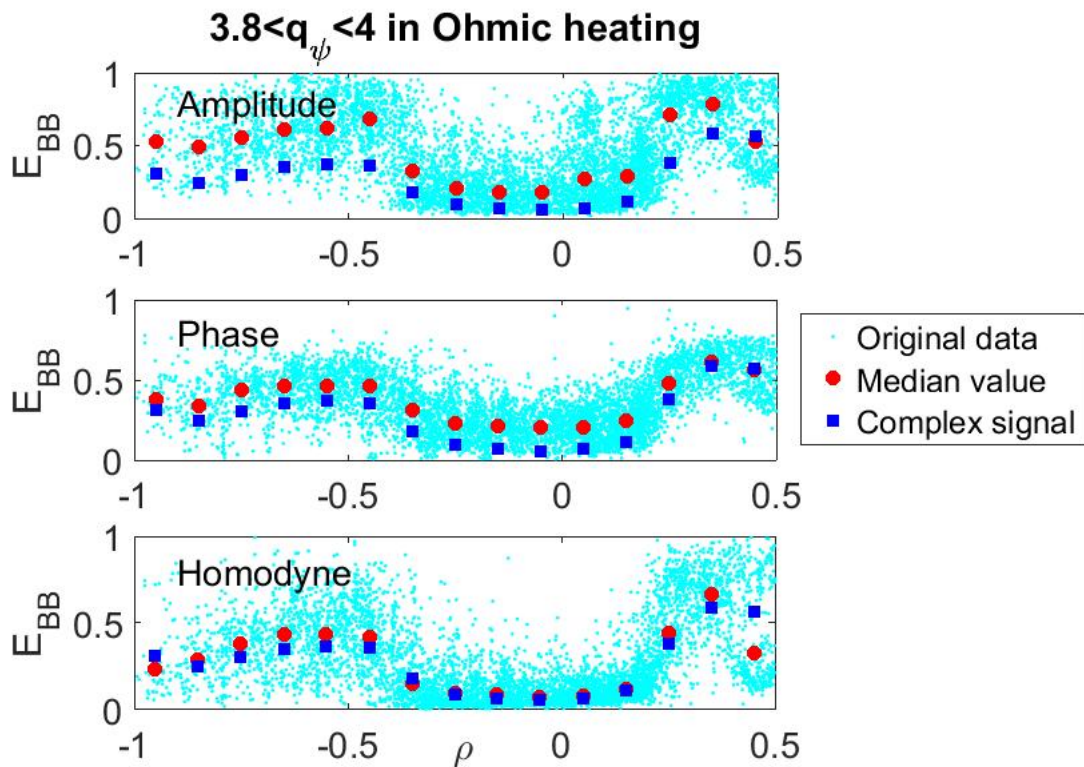 3.8<q_ψ<4 in Ohmic heating
E_BB
1
0.5
0
Amplitude
-1 -0.5 0 0.5
E_BB
1
0.5
0
Phase
-1 -0.5 0 0.5
Original data
Median value
Complex signal
E_BB
1
0.5
0
Homodyne
-1 -0.5 0 0.5
ρ